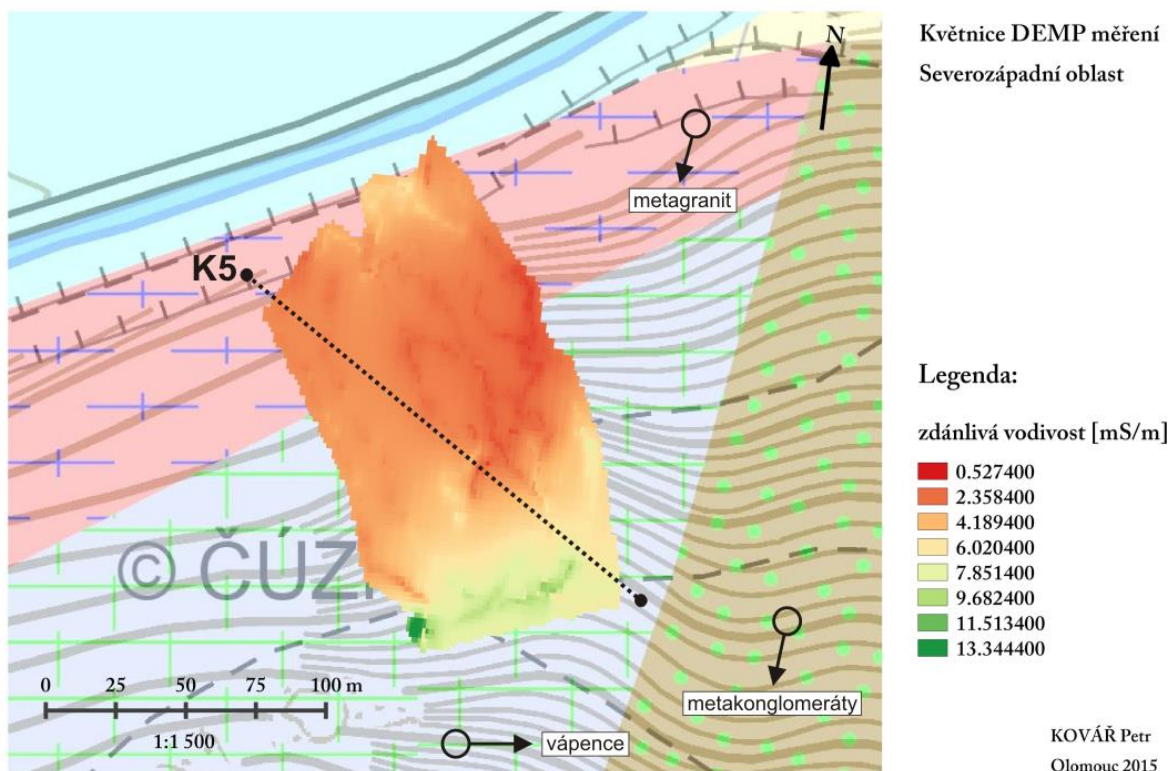 Květnice DEMP měření
Severozápadní oblast
N
metagranit
K5
Legenda:
zdánlivá vodivost [mS/m]
0.527400
2.358400
4.189400
6.020400
7.851400
9.682400
11.513400
13.344400
© ČÚZ
0 25 50 75 100 m
1:1 500
metakonglomeráty
vápence
KOVÁŘ Petr
Olomouc 2015